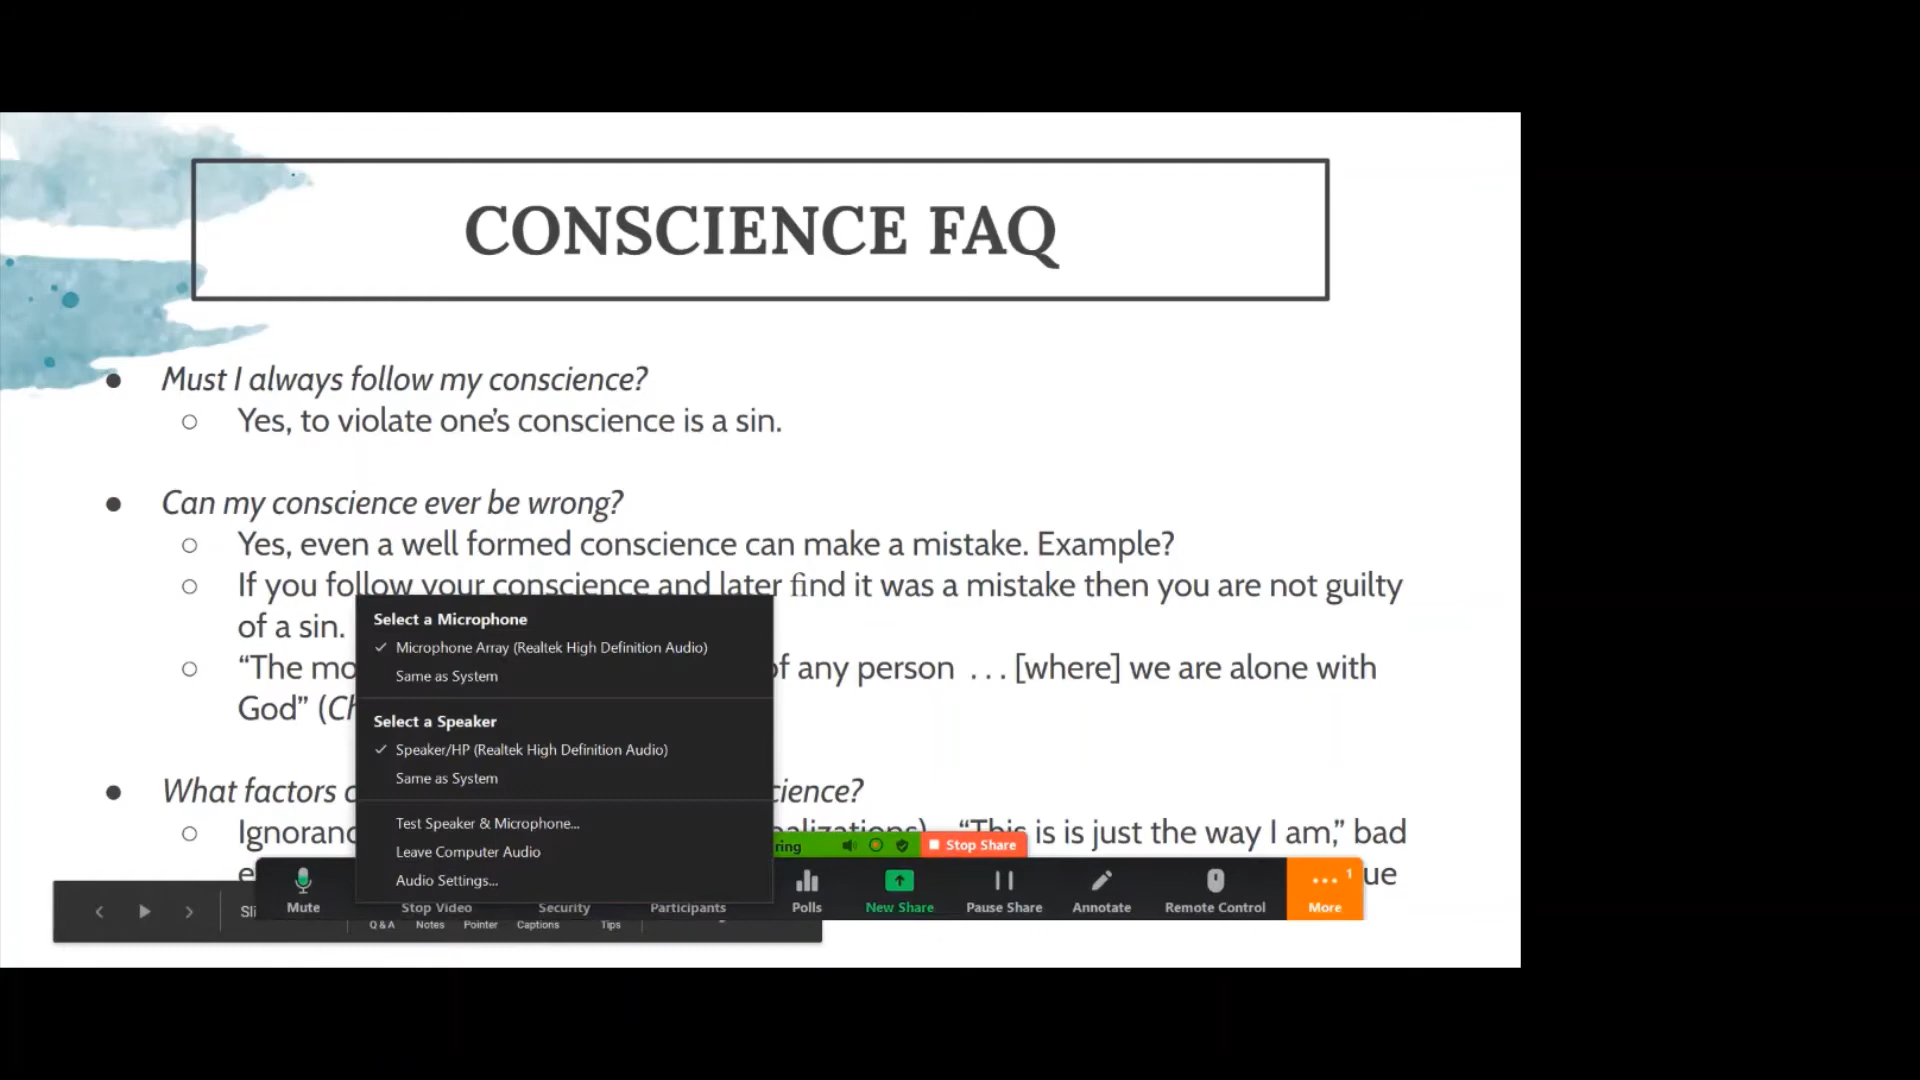 CONSCIENCE FAQ
Must I always follow my conscience?
Yes, to violate one's conscience is a sin.
Can my conscience ever be wrong?
Yes, even a well formed conscience can make a mistake. Example?
If you follow your conscience and later find it was a mistake then you are not guilty
of a sin.
“The of any person ... [where] we are alone with
God” (
What factors
“This is is just the way I am,” bad
Select a Microphone
Microphone Array (Realtek High Definition Audio)
Same as System
Select a Speaker
Speaker/HP (Realtek High Definition Audio)
Same as System
Test Speaker & Microphone...
Leave Computer Audio
Audio Settings...
Stop Share
Mute Stop Video Security Participants Polls New Share Pause Share Annotate Remote Control More 1
Q & A Notes Pointer Captions Tips